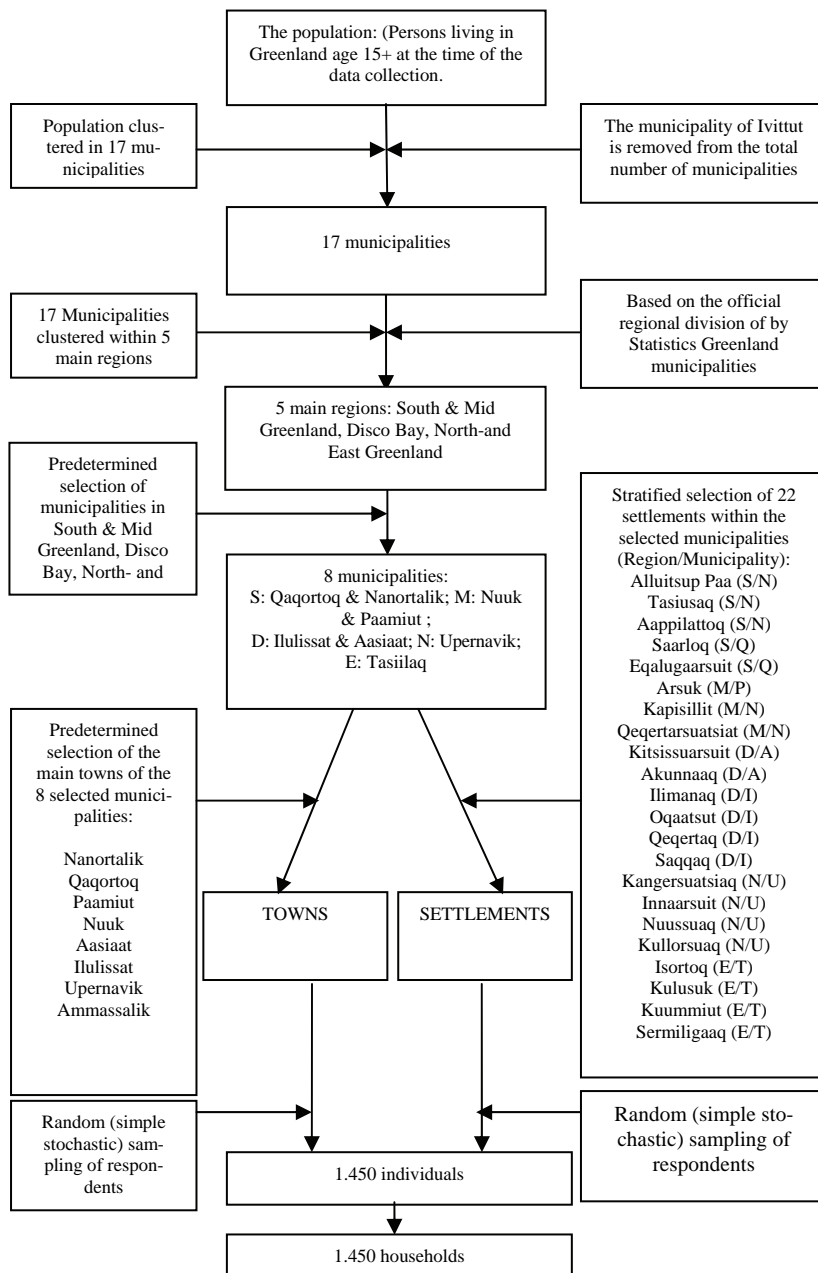 The population: (Persons living in
Greenland age 15+ at the time of the
data collection.
Population clus-
tered in 17 mu-
nicipalities
The municipality of Ivittut
is removed from the total
number of municipalities
17 municipalities
17 Municipalities
clustered within 5
main regions
Based on the official
regional division of by
Statistics Greenland
municipalities
5 main regions: South & Mid
Greenland, Disco Bay, North-and
East Greenland
Predetermined
selection of
municipalities in
South & Mid
Greenland, Disco
Bay, North- and
8 municipalities:
S: Qaqortoq & Nanortalik; M: Nuuk
& Paamiut ;
D: Ilulissat & Aasiaat; N: Upernavik;
E: Tasiilaq
Stratified selection of 22
settlements within the
selected municipalities
(Region/Municipality):
Alluitsup Paa (S/N)
Tasiusaq (S/N)
Aappilattoq (S/N)
Saarloq (S/Q)
Eqalugaarsuit (S/Q)
Arsuk (M/P)
Kapisillit (M/N)
Qeqertarsuatsiat (M/N)
Kitsissuarsuit (D/A)
Akunnaaq (D/A)
Ilimanaq (D/I)
Oqaatsut (D/I)
Qeqertaq (D/I)
Saqqaq (D/I)
Kangersuatsiaq (N/U)
Innaarsuit (N/U)
Nuussuaq (N/U)
Kullorsuaq (N/U)
Isortoq (E/T)
Kulusuk (E/T)
Kuummiut (E/T)
Sermiligaaq (E/T)
Predetermined
selection of the
main towns of the
8 selected munici-
palities:
Nanortalik
Qaqortoq
Paamiut
Nuuk
Aasiaat
Ilulissat
Upernavik
Ammassalik
TOWNS
SETTLEMENTS
Random (simple
stochastic) sam-
pling of respon-
dents
Random (simple sto-
chastic) sampling of
respondents
1.450 individuals
1.450 households